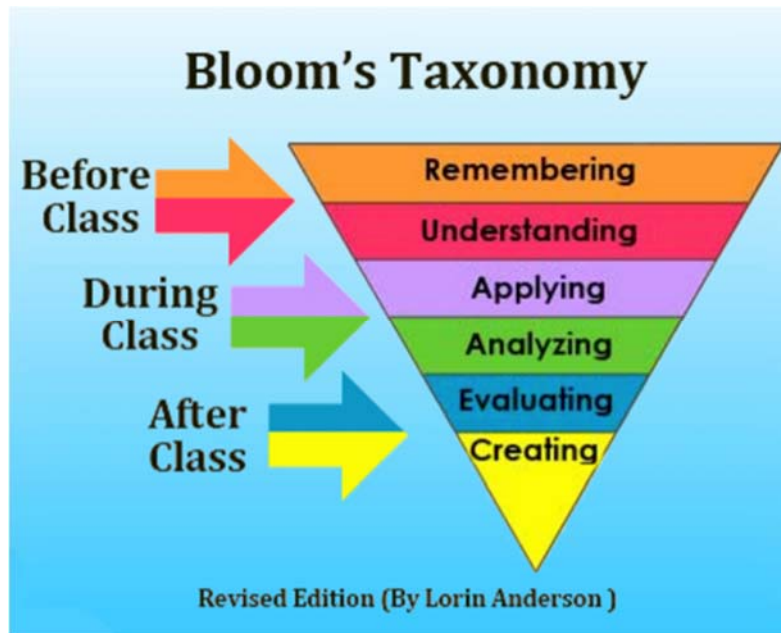 Bloom's Taxonomy
Before
Class
During
Class
After
Class
Remembering
Understanding
Applying
Analyzing
Evaluating
Creating
Revised Edition (By Lorin Anderson )